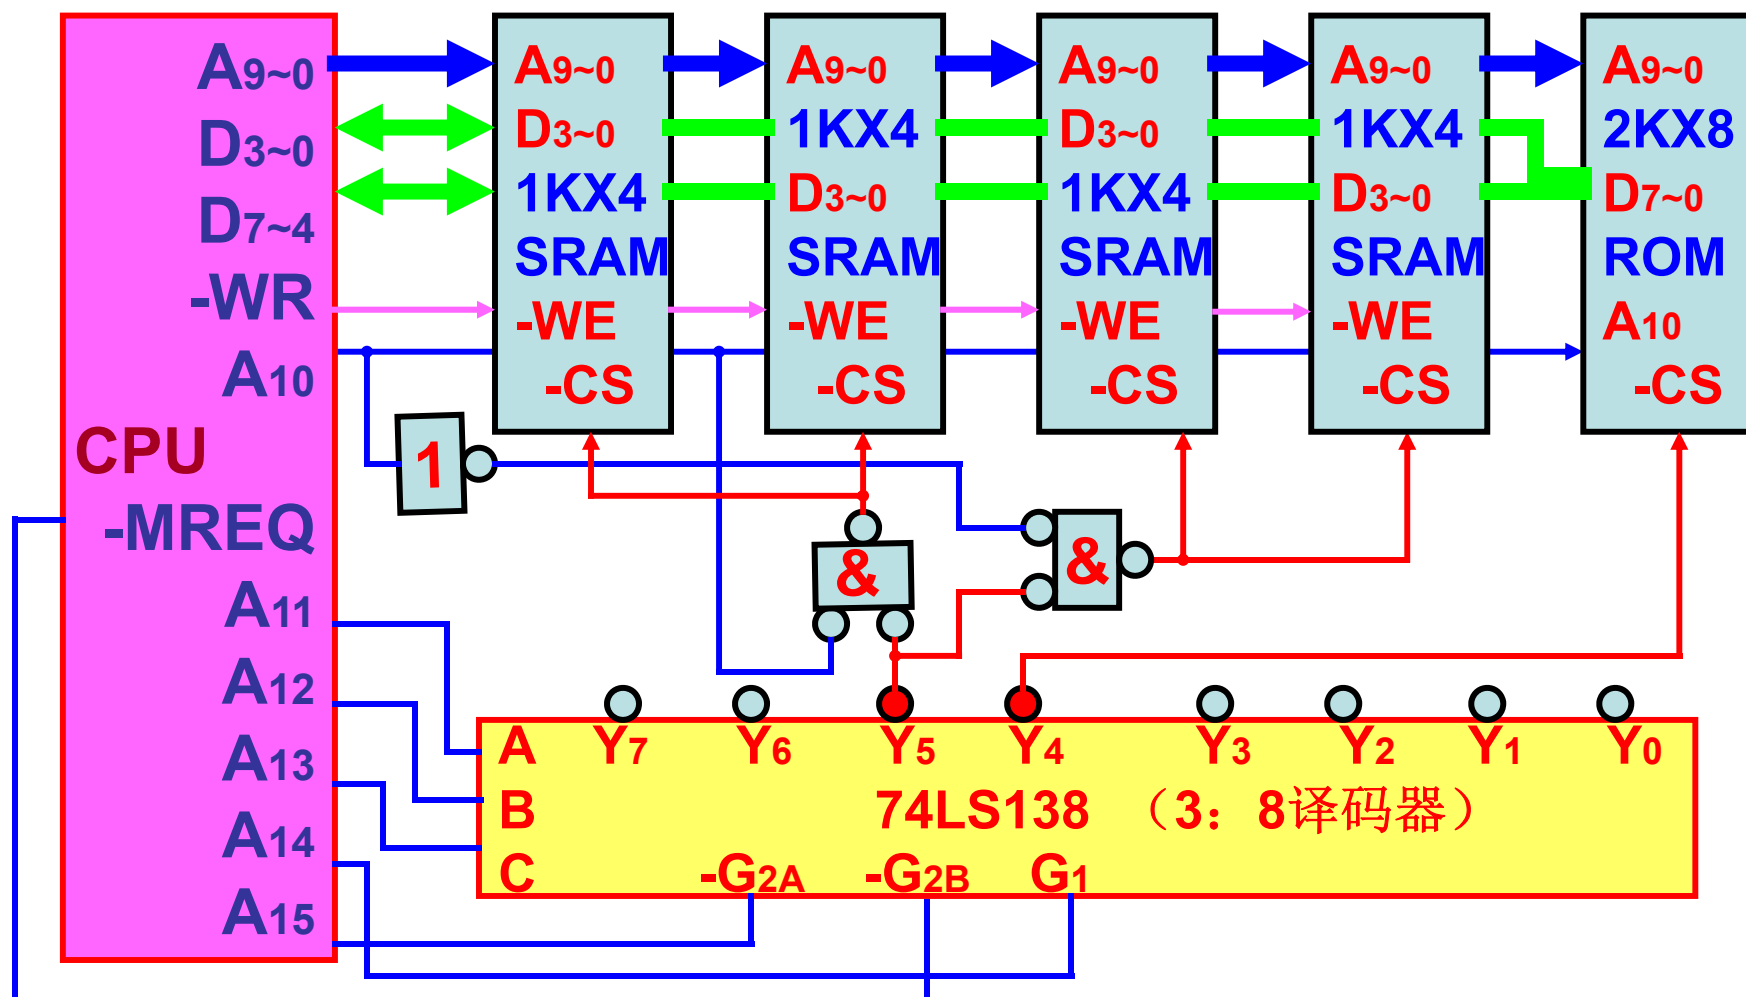 A9~0
D3~0
D7~4
-WR
A10
CPU
-MREQ
A11
A12
A13
A14
A15
A9~0
D3~0
1KX4
SRAM
-WE
-CS
A9~0
1KX4
D3~0
SRAM
-WE
-CS
A9~0
D3~0
1KX4
SRAM
-WE
-CS
A9~0
1KX4
D3~0
SRAM
-WE
-CS
A9~0
2KX8
D7~0
ROM
A10
-CS
1
&
&
A Y7 Y6 Y5 Y4 Y3 Y2 Y1 Y0
B 74LS138 （3：8译码器）
C -G2A -G2B G1